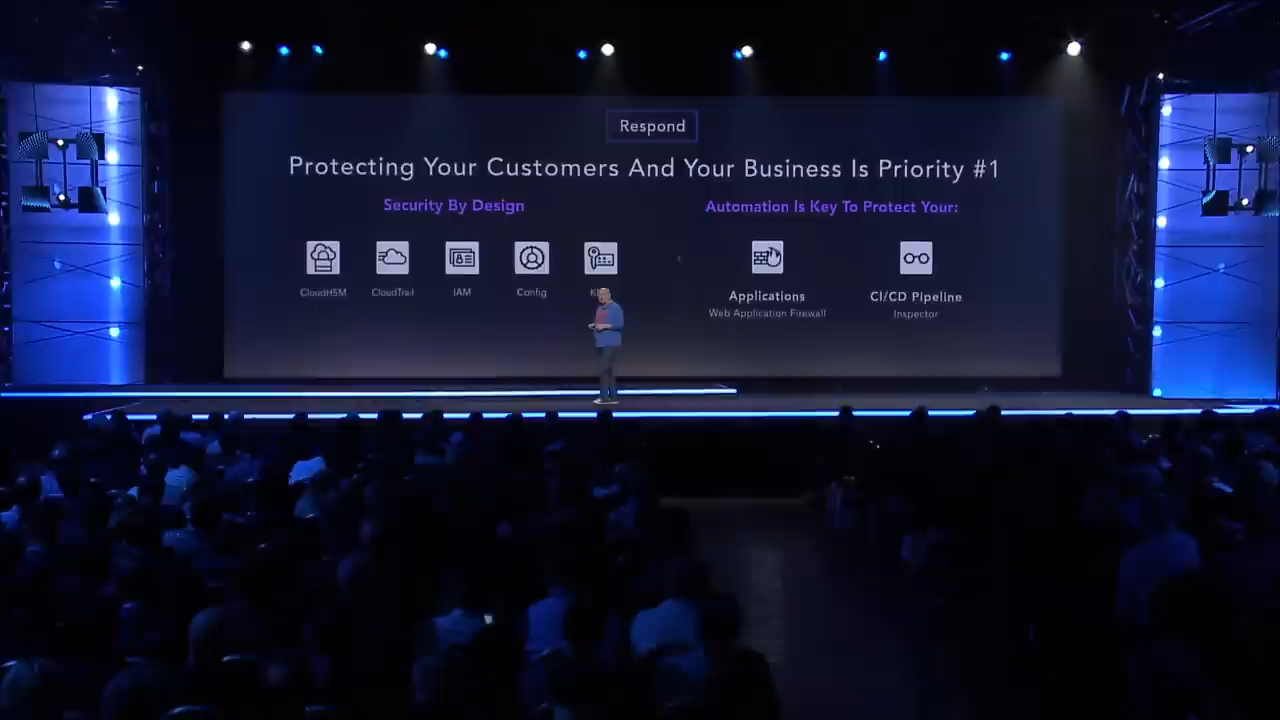 Respond
Protecting Your Customers And Your Business Is Priority #1
Security By Design
Automation Is Key To Protect Your:
CloudHSM
CloudTrail
IAM
Config
Applications
CI/CD Pipeline
Web Application Firewall
Inspector